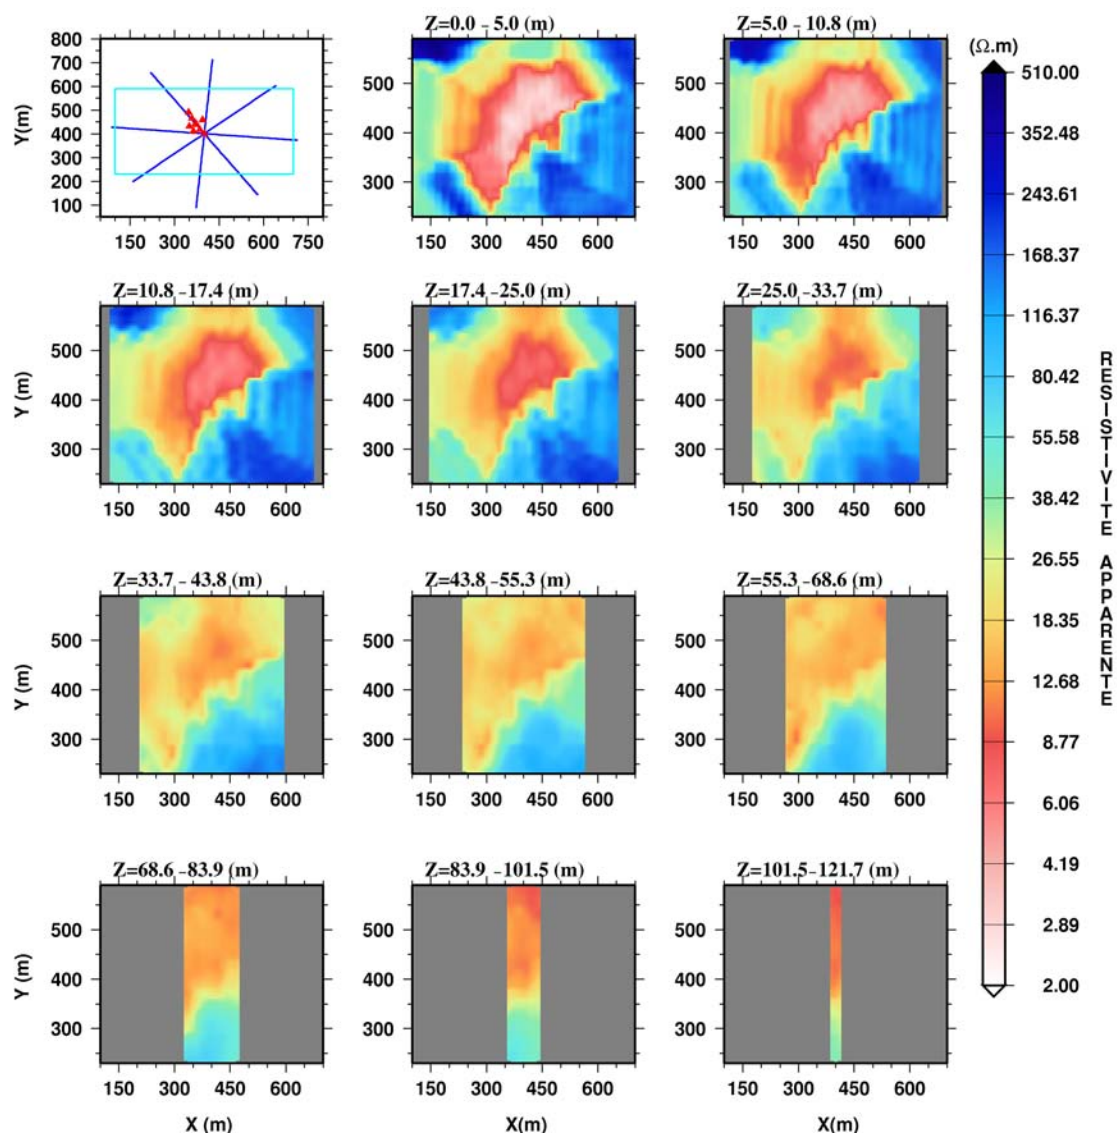 Z=0.0 - 5.0 (m)
Z=5.0 - 10.8 (m)
(Ω.m)
Y(m)
800
700
600
500
400
300
200
100
150 300 450 600 750
500
400
300
150 300 450 600
500
400
300
150 300 450 600
Z=10.8 -17.4 (m)
Z=17.4 -25.0 (m)
Z=25.0 -33.7 (m)
Y (m)
500
400
300
150 300 450 600
500
400
300
150 300 450 600
500
400
300
150 300 450 600
Z=33.7 - 43.8 (m)
Z=43.8 -55.3 (m)
Z=55.3 -68.6 (m)
Y (m)
500
400
300
150 300 450 600
500
400
300
150 300 450 600
500
400
300
150 300 450 600
Z=68.6 -83.9 (m)
Z=83.9 -101.5 (m)
Z=101.5-121.7 (m)
Y (m)
500
400
300
150 300 450 600
500
400
300
150 300 450 600
500
400
300
150 300 450 600
X (m)
X(m)
X(m)
510.00
352.48
243.61
168.37
116.37
80.42
55.58
38.42
26.55
18.35
12.68
8.77
6.06
4.19
2.89
2.00
RESISTIVITE APPARENTE